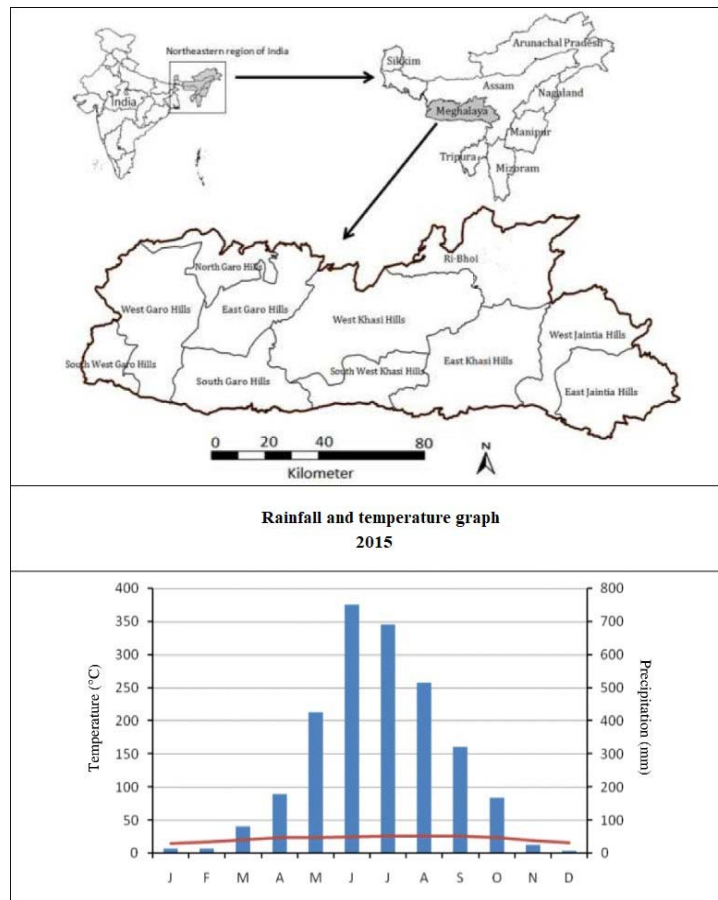 Northeastern region of India
India
Sikkim
Arunachal Pradesh
Assam
Nagaland
Meghalaya
Manipur
Tripura
Mizoram
Ri-Bhoi
North Garo Hills
West Garo Hills
East Garo Hills
West Khasi Hills
West Jaintia Hills
South West Garo Hills
South Garo Hills
South West Khasi Hills
East Khasi Hills
East Jaintia Hills
0 20 40 80
Kilometer
N
Rainfall and temperature graph
2015
Temperature (°C)
400
350
300
250
200
150
100
50
0
800
700
600
500
400
300
200
100
0
Precipitation (mm)
J F M A M J J A S O N D